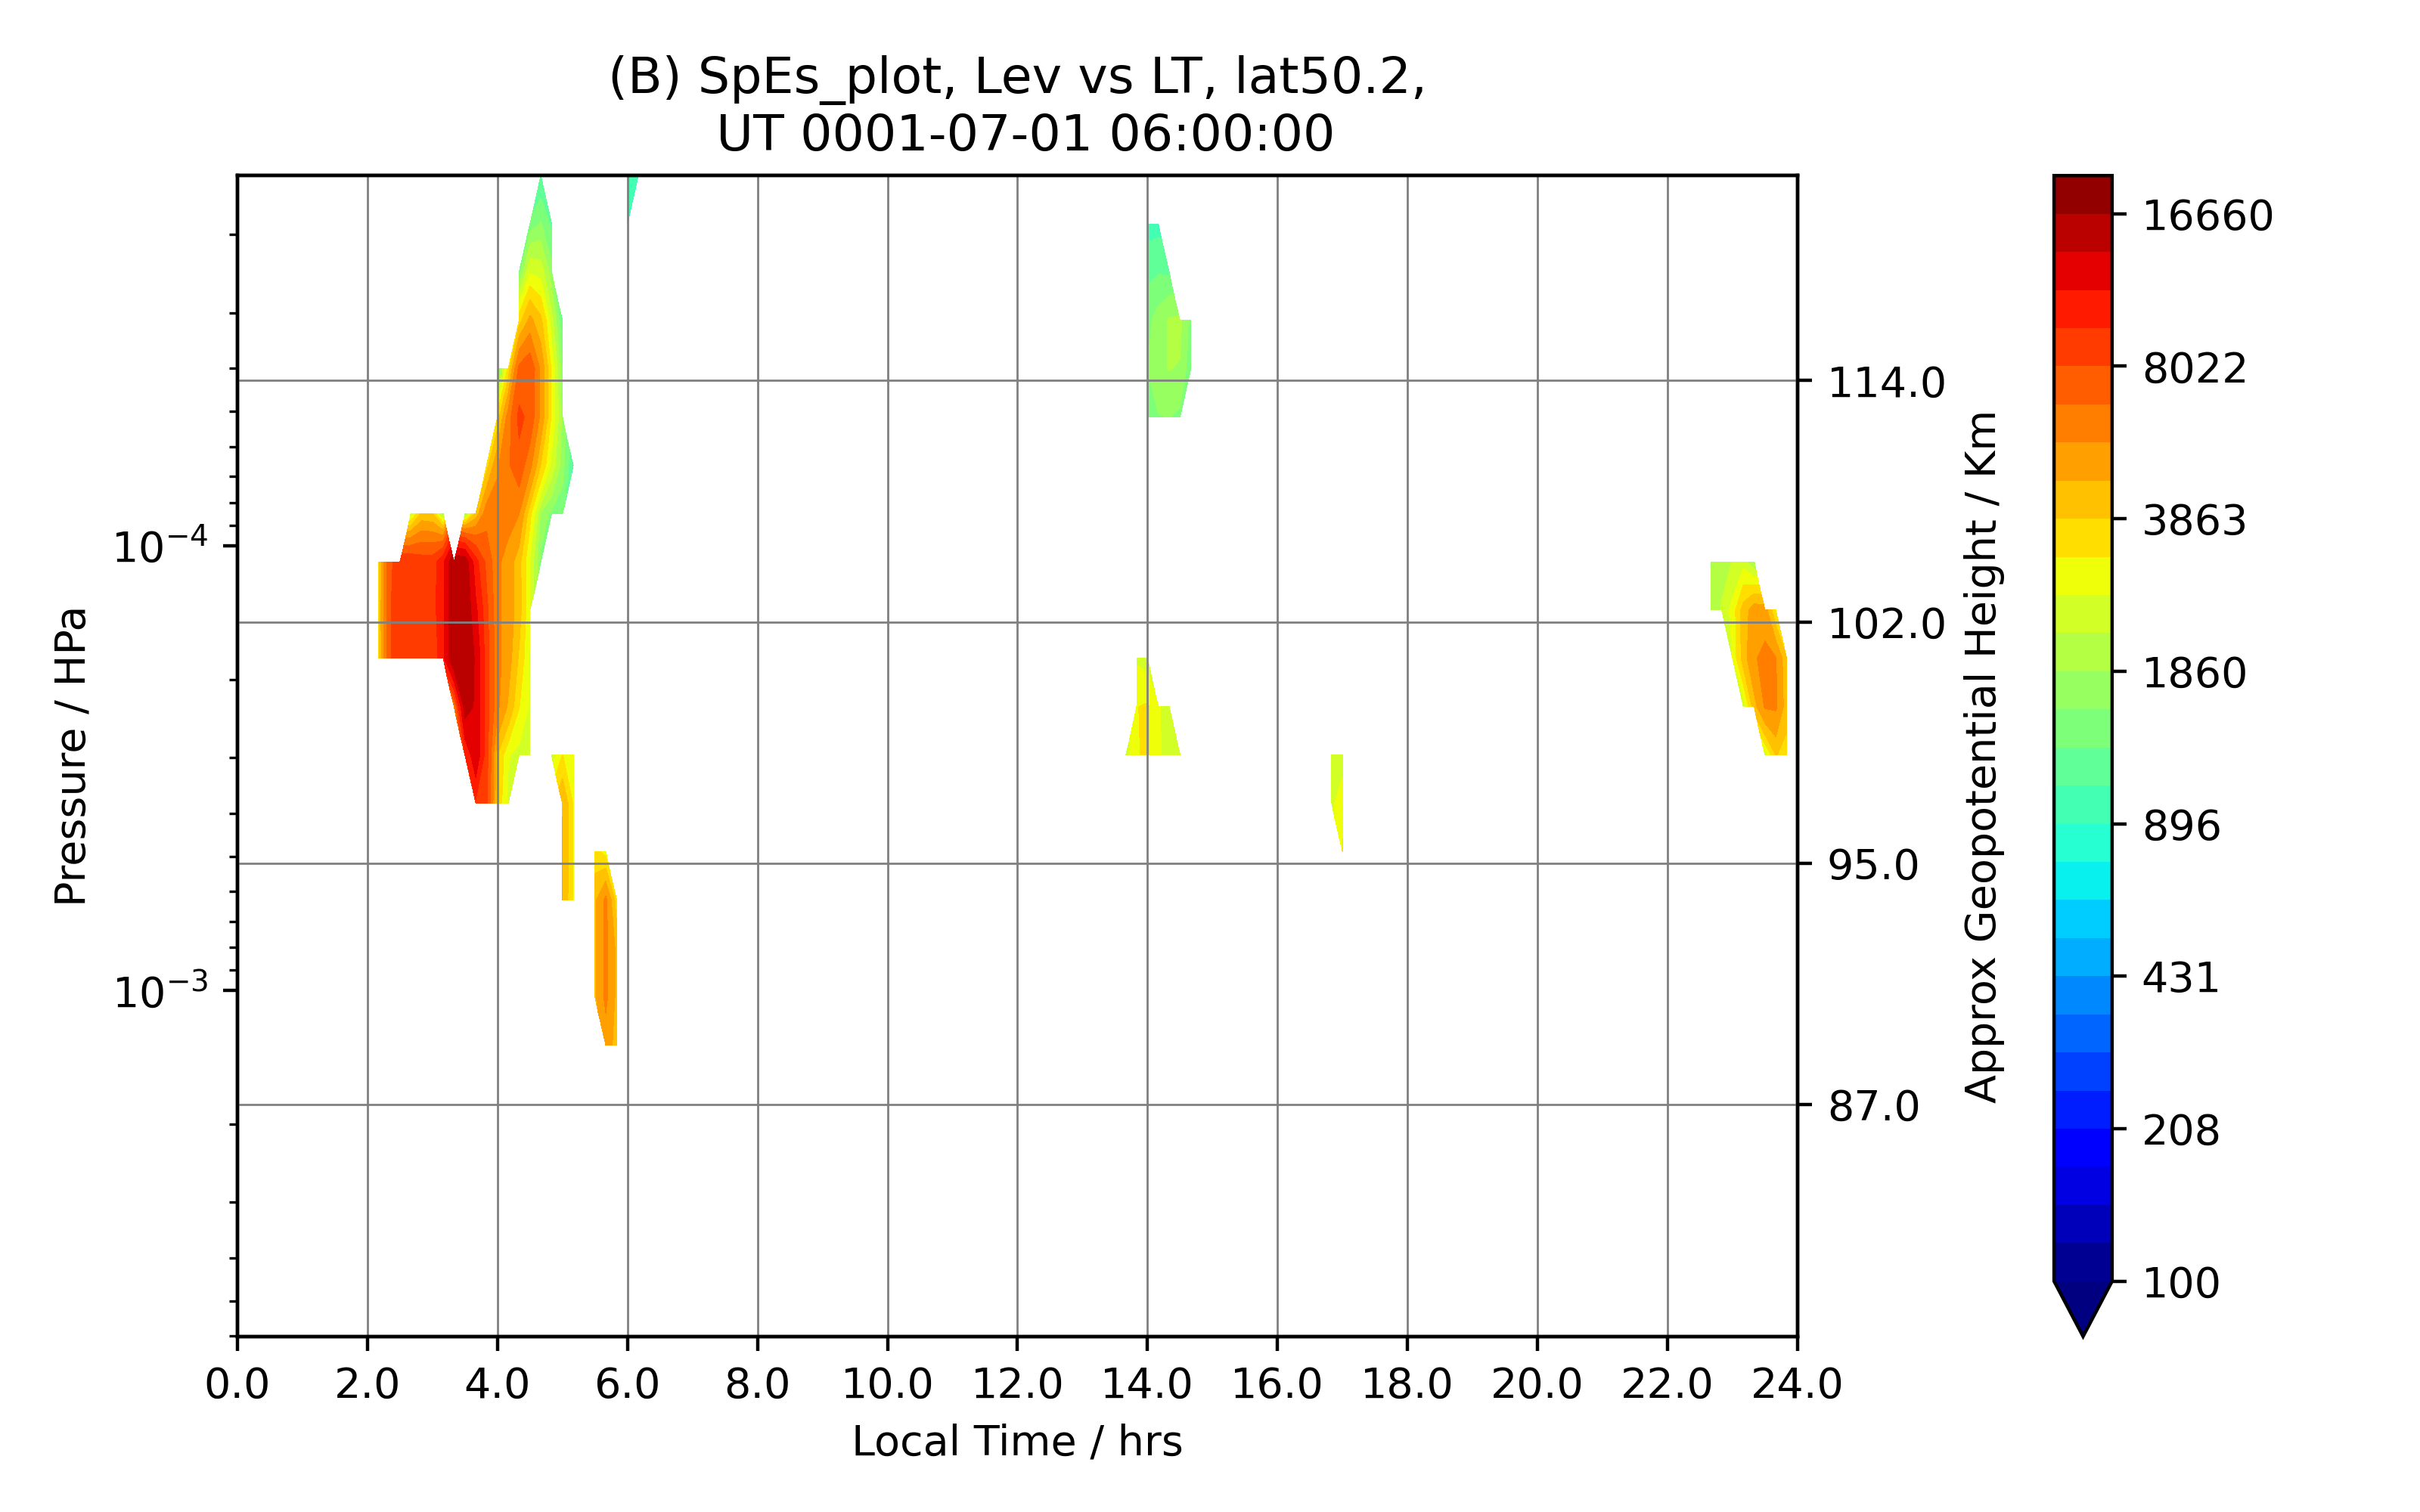 (B) SpEs_plot, Lev vs LT, lat50.2,
UT 0001-07-01 06:00:00
Pressure / HPa
10⁻⁴
10⁻³
0.0 2.0 4.0 6.0 8.0 10.0 12.0 14.0 16.0 18.0 20.0 22.0 24.0
Local Time / hrs
114.0
102.0
95.0
87.0
Approx Geopotential Height / Km
16660
8022
3863
1860
896
431
208
100